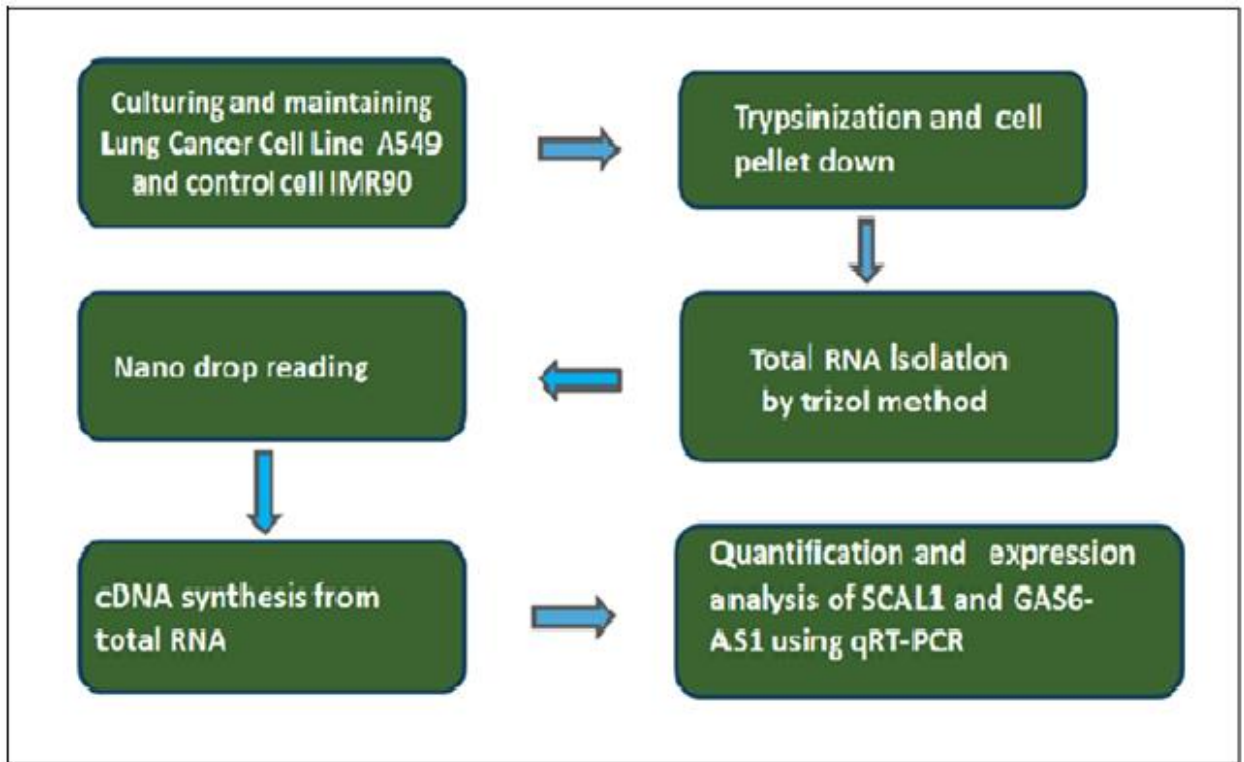 Culturing and maintaining
Lung Cancer Cell Line A549
and control cell IMR90
Trypsinization and cell
pellet down
Total RNA isolation
by trizol method
Nano drop reading
cDNA synthesis from
total RNA
Quantification and expression
analysis of SCAL1 and GAS6-
AS1 using qRT-PCR